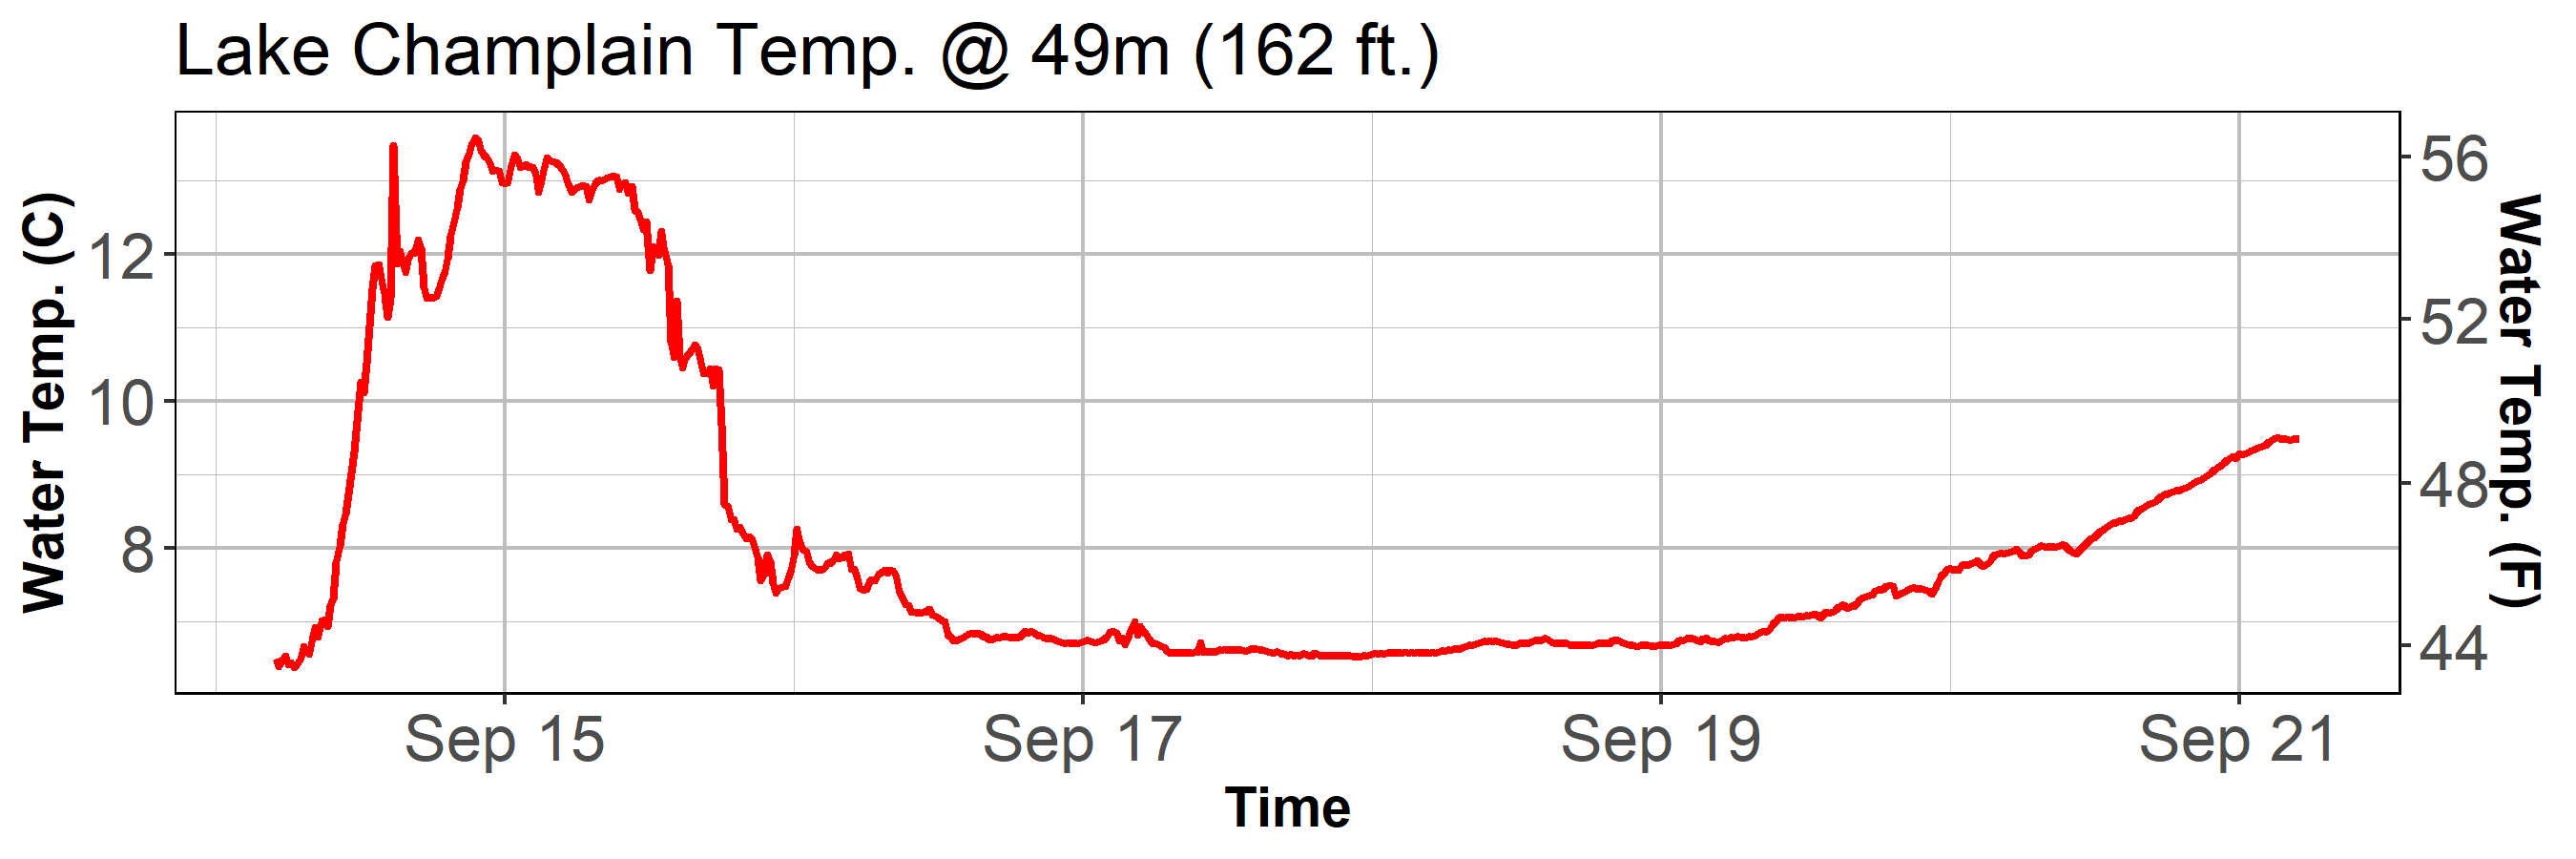 Lake Champlain Temp. @ 49m (162 ft.)
Water Temp. (C)
12
10
8
56
52
48
44
Water Temp. (F)
Sep 15
Sep 17
Sep 19
Sep 21
Time